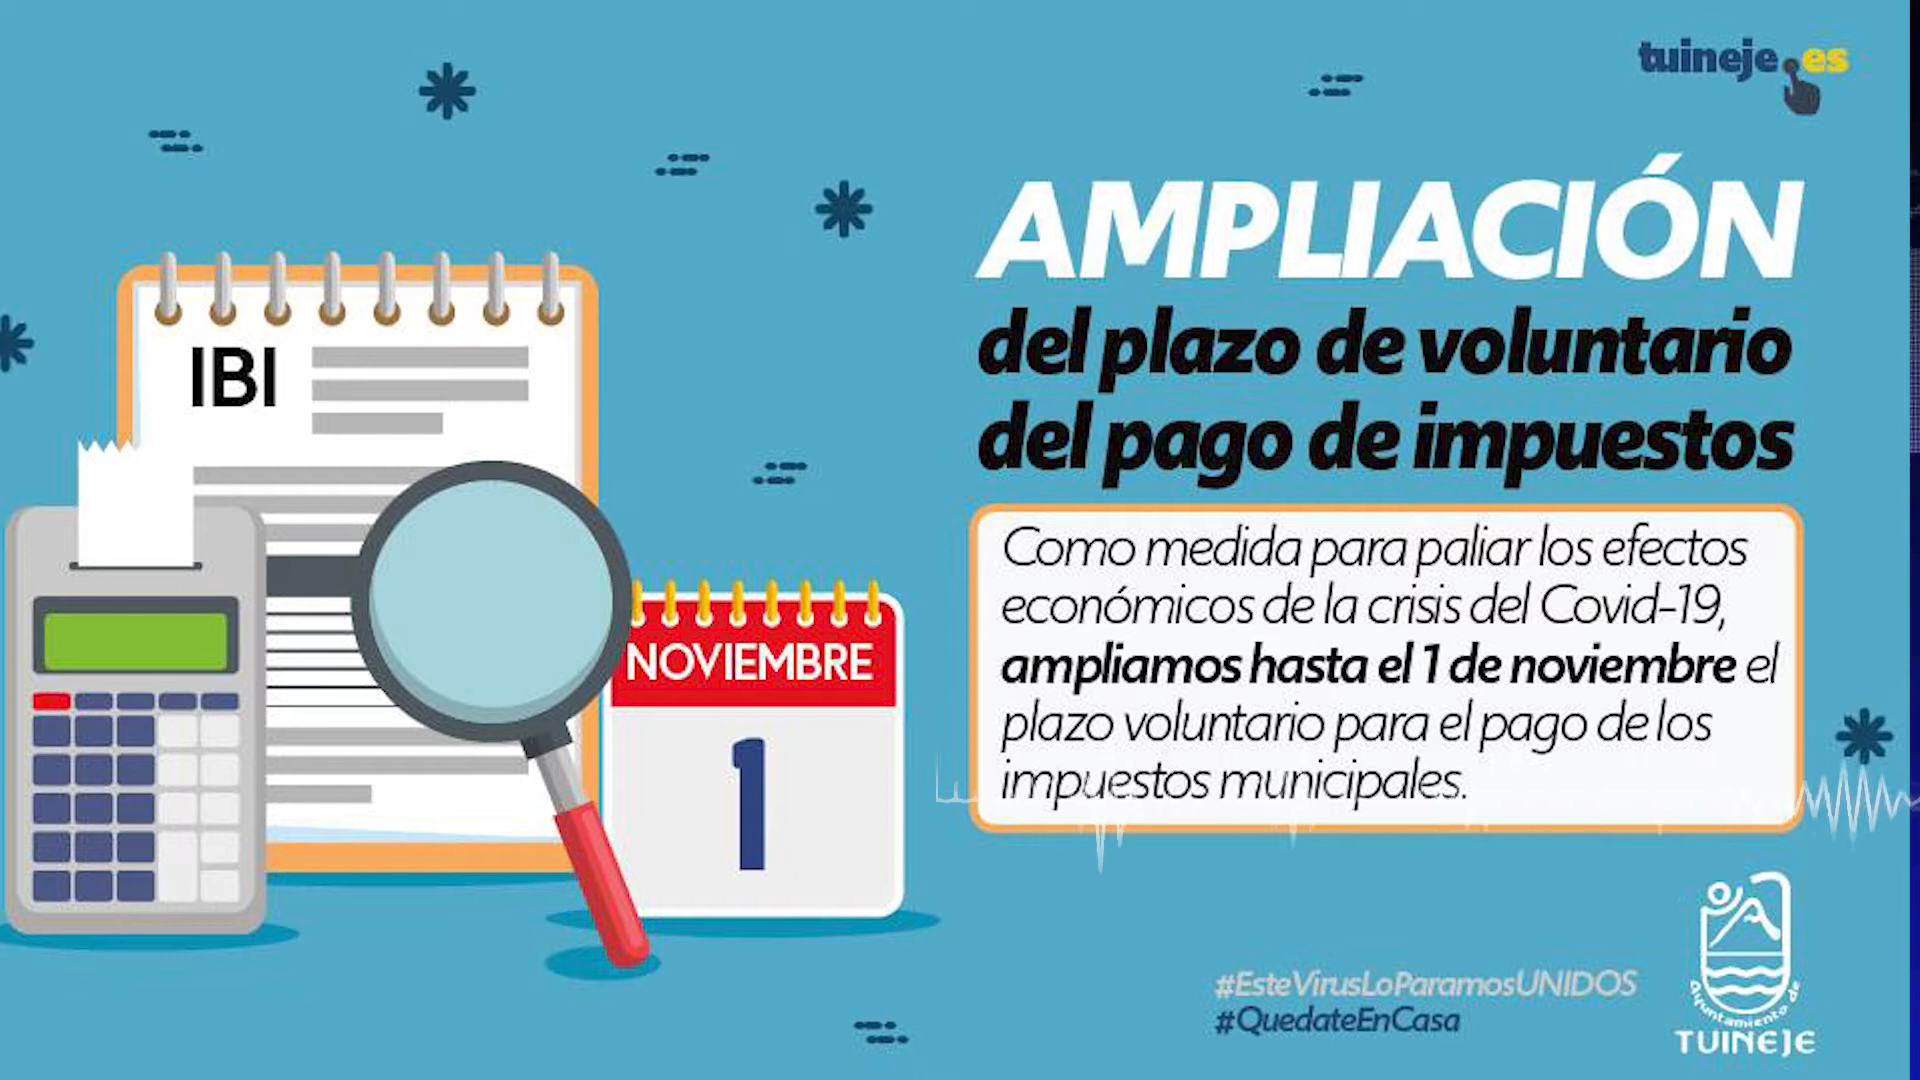 tuineje.es
AMPLIACIÓN
del plazo de voluntario
del pago de impuestos
IBI
Como medida para paliar los efectos
económicos de la crisis del Covid-19,
ampliamos hasta el 1 de noviembre el
plazo voluntario para el pago de los
impuestos municipales.
NOVIEMBRE
1
#EsteVirusLoParamosUNIDOS
#QuedateEnCasa
Ayuntamiento de
TUINEJE